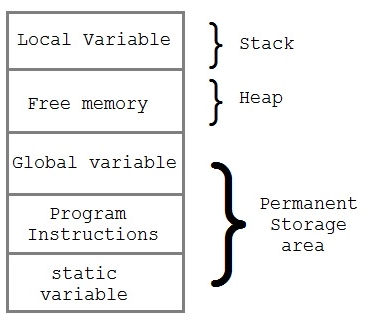 Local Variable
Stack
Free memory
Heap
Global variable
Program
Instructions
static
variable
Permanent
Storage
area